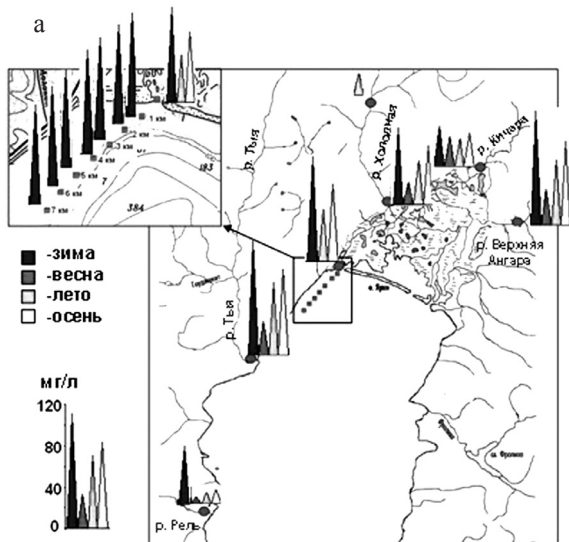 а
1 км
2 км
3 км
4 км
5 км
6 км
7 км
183
384
р. Тыя
р. Холодная
р. Кичера
р. Верхняя
Ангара
р. Тыя
-зима
-весна
-лето
-осень
мг/л
120
80
40
0
р. Рель